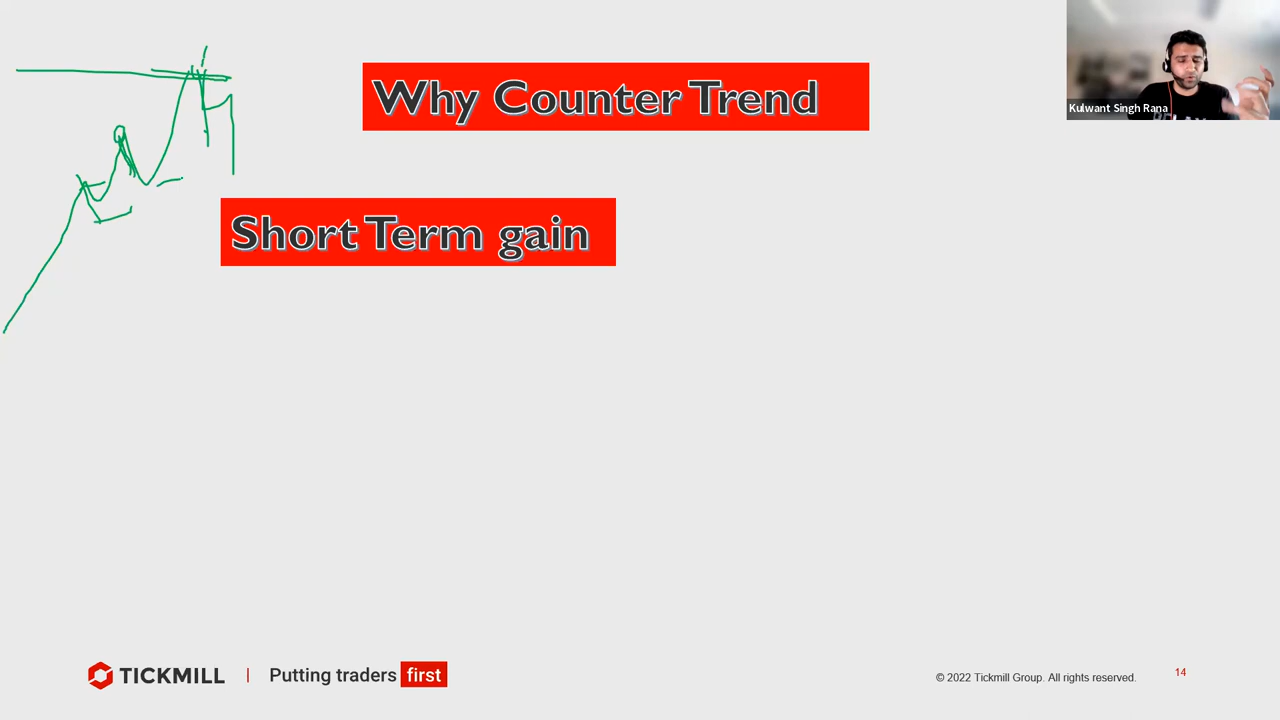 Why Counter Trend
Kulwant Singh Rana
Short Term gain
TICKMILL | Putting traders first
© 2022 Tickmill Group. All rights reserved.
14